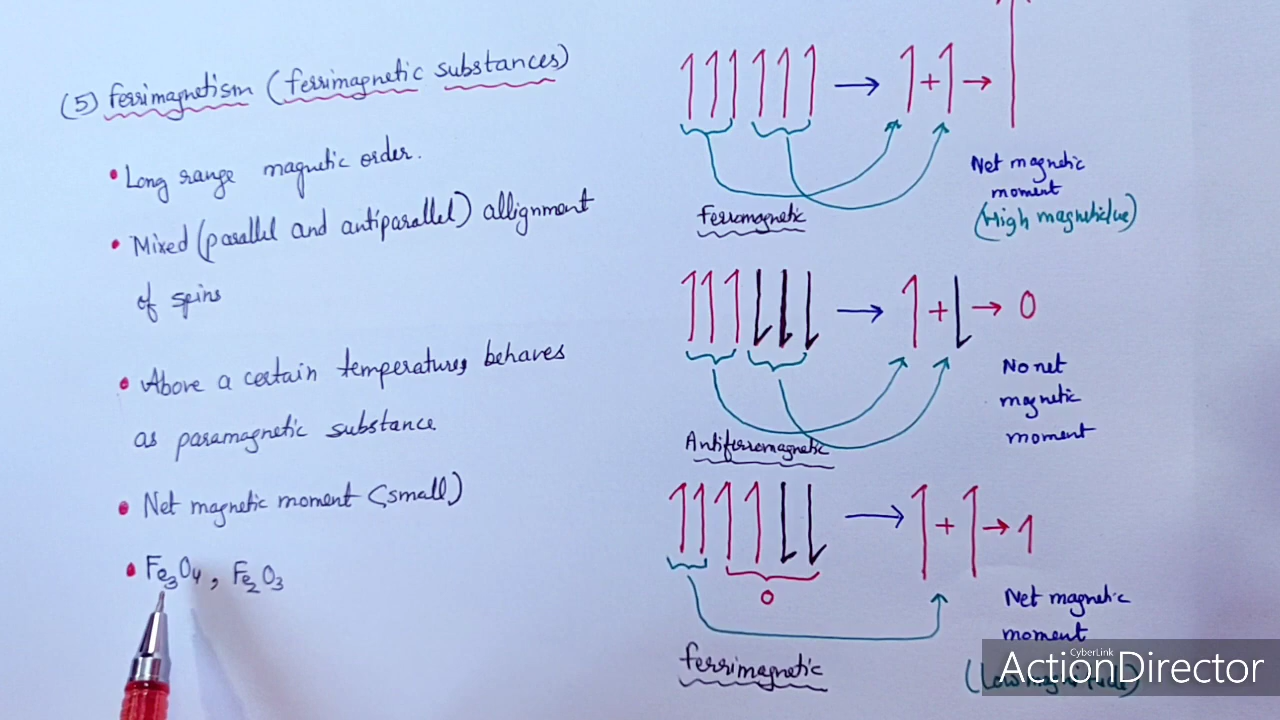 (5) Ferrimagnetism (ferrimagnetic substances)
• Long range magnetic order.
• Mixed (parallel and antiparallel) allignment
of spins
• Above a certain temperature, behaves
as paramagnetic substance
• Net magnetic moment (small)
• Fe₃O₄, Fe₂O₃
+
Net magnetic
moment
(High magnetic/ue)
Ferromagnetic
+ → 0
No net
magnetic
moment
Antiferromagnetic
+
0
Net magnetic
moment
Ferrimagnetic
CyberLink
ActionDirector